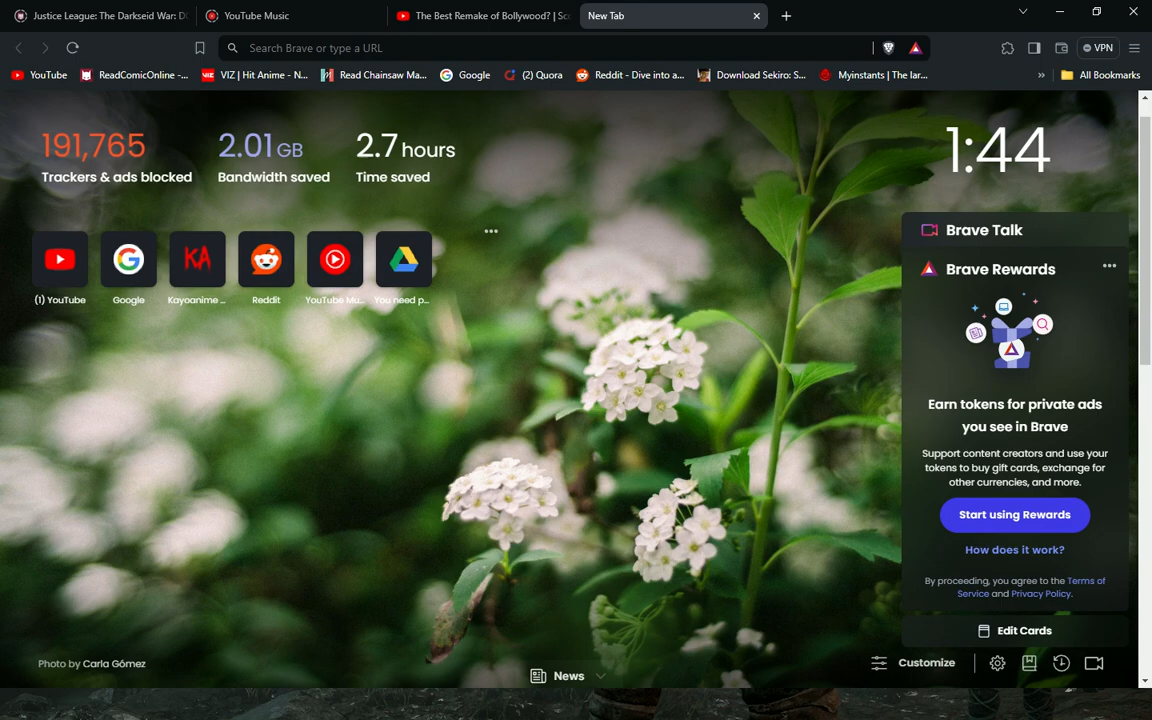 Justice League: The Darkseid War: DC
YouTube Music
The Best Remake of Bollywood? | Sc
New Tab
Search Brave or type a URL
VPN
YouTube
ReadComicOnline -...
VIZ | Hit Anime - N...
Read Chainsaw Ma...
Google
(2) Quora
Reddit - Dive into a...
Download Sekiro: S...
Myinstants | The lar...
»
All Bookmarks
191,765
Trackers & ads blocked
2.01 GB
Bandwidth saved
2.7 hours
Time saved
1:44
KA
(1) YouTube
Google
Kayoanime ...
Reddit
YouTube Mu...
You need p...
Brave Talk
Brave Rewards
Earn tokens for private ads
you see in Brave
Support content creators and use your
tokens to buy gift cards, exchange for
other currencies, and more.
Start using Rewards
How does it work?
By proceeding, you agree to the Terms of
Service and Privacy Policy.
Edit Cards
Photo by Carla Gómez
News
Customize